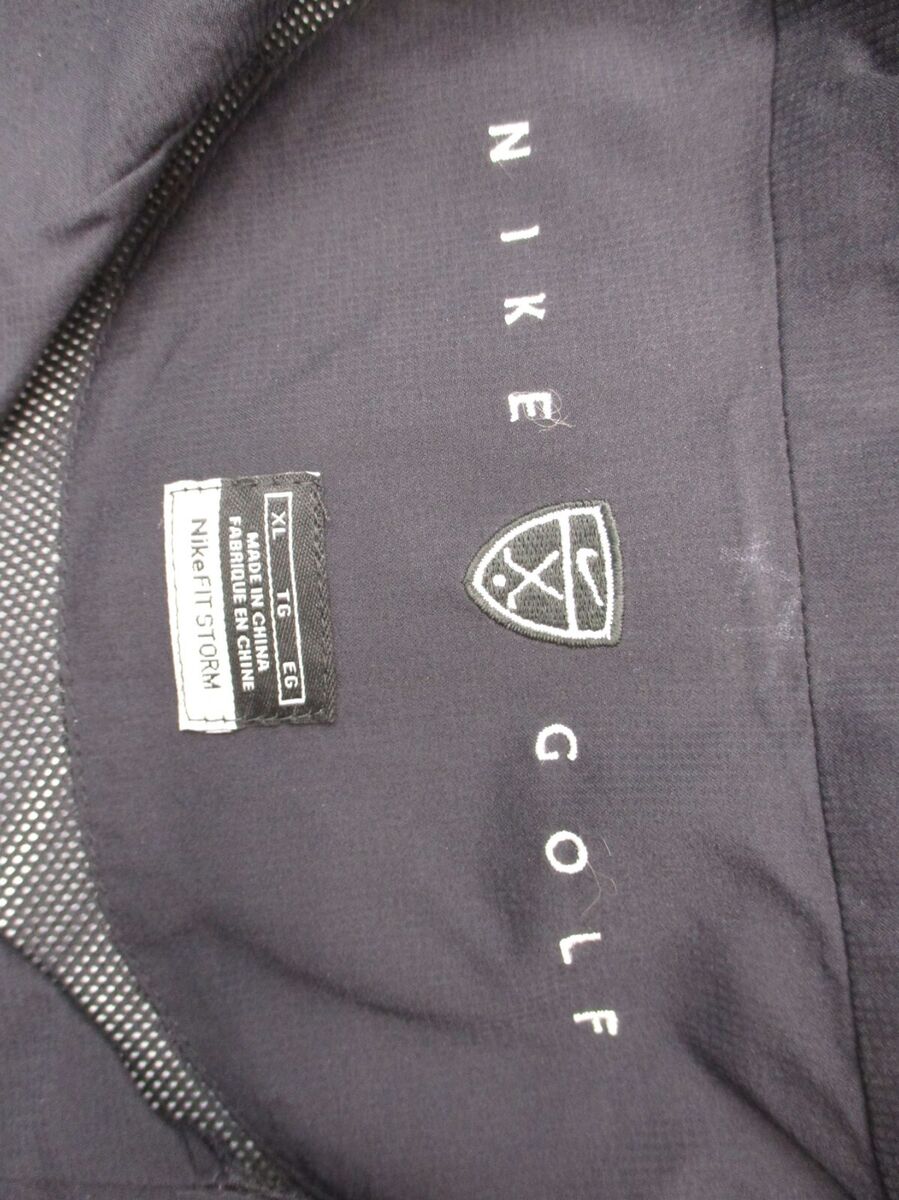 NIKE GOLF
XL TG EG
MADE IN CHINA
FABRIQUE EN CHINE
NikeFIT STORM